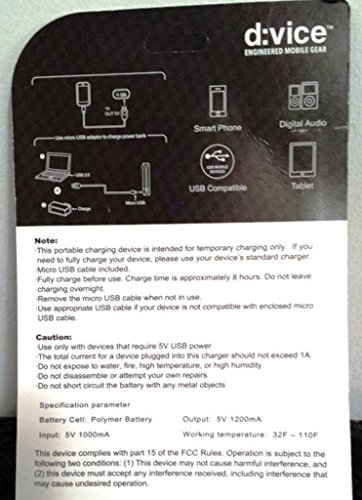 d:vice™
ENGINEERED MOBILE GEAR
1A
OUT 5V
Use micro USB adaptor to charge power bank
USB 2.0
or
Charge
Micro USB
Smart Phone
Digital Audio
USB Compatible
Tablet
Note:
·This portable charging device is intended for temporary charging only. If you
need to fully charge your device, please use your device's standard charger.
·Micro USB cable included.
·Fully charge before use. Charge time is approximately 8 hours. Do not leave
charging overnight.
·Remove the micro USB cable when not in use.
·Use appropriate USB cable if your device is not compatible with enclosed micro
USB cable.
Caution:
·Use only with devices that require 5V USB power
·The total current for a device plugged into this charger should not exceed 1A
·Do not expose to water, fire, high temperature, or high humidity
·Do not disassemble or attempt your own repairs
·Do not short circuit the battery with any metal objects
Specification parameter
Battery Cell: Polymer Battery Output: 5V 1200mA
Input: 5V 1000mA Working temperature: 32F – 110F
This device complies with part 15 of the FCC Rules. Operation is subject to the
following two conditions: (1) This device may not cause harmful interference, and
(2) this device must accept any interference received, including interference that
may cause undesired operation.